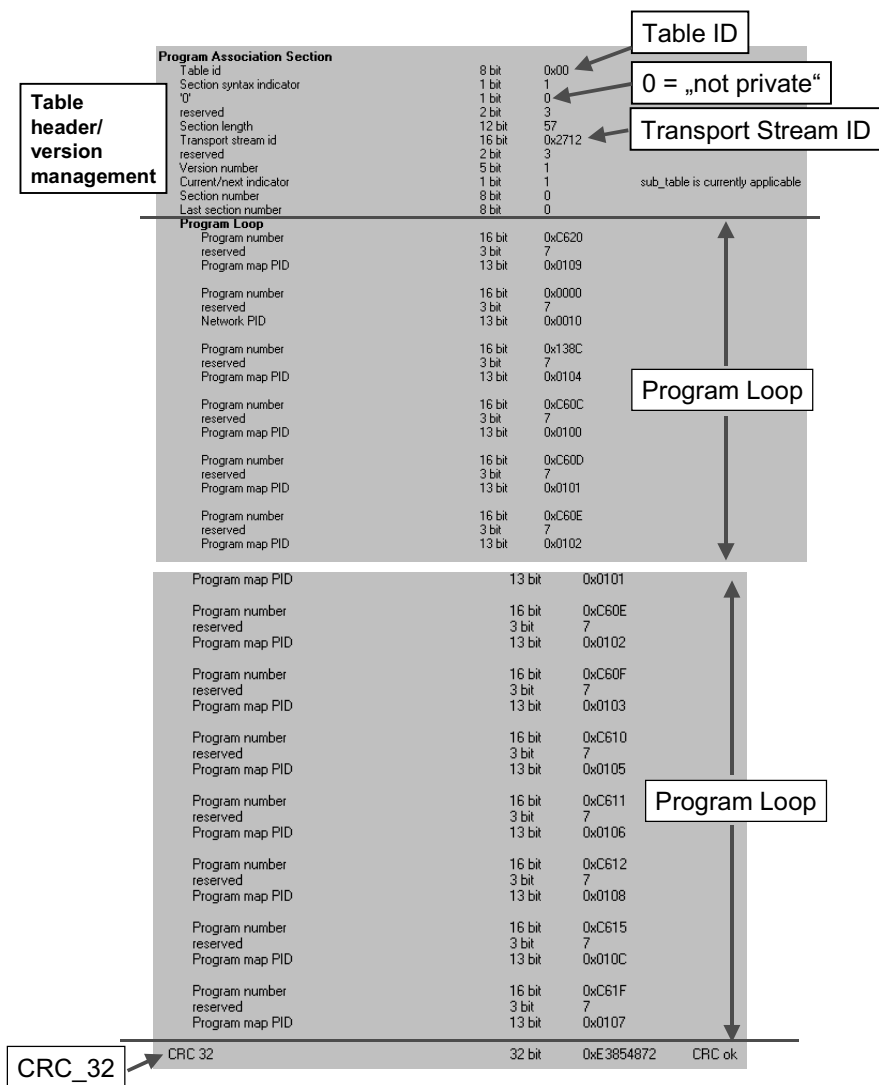 Table ID
Program Association Section
Table id 8 bit 0x00
Section syntax indicator 1 bit 1
0 = „not private“
'0' 1 bit 0
Table
header/
version
management
reserved 2 bit 3
Section length 12 bit 57
Transport Stream ID
Transport stream id 16 bit 0x2712
reserved 2 bit 3
Version number 5 bit 1
Current/next indicator 1 bit 1 sub_table is currently applicable
Section number 8 bit 0
Last section number 8 bit 0
Program Loop
Program number 16 bit 0xC620
reserved 3 bit 7
Program map PID 13 bit 0x0109
Program number 16 bit 0x0000
reserved 3 bit 7
Network PID 13 bit 0x0010
Program number 16 bit 0x138C
reserved 3 bit 7
Program map PID 13 bit 0x0104
Program Loop
Program number 16 bit 0xC60C
reserved 3 bit 7
Program map PID 13 bit 0x0100
Program number 16 bit 0xC60D
reserved 3 bit 7
Program map PID 13 bit 0x0101
Program number 16 bit 0xC60E
reserved 3 bit 7
Program map PID 13 bit 0x0102
Program map PID 13 bit 0x0101
Program number 16 bit 0xC60E
reserved 3 bit 7
Program map PID 13 bit 0x0102
Program number 16 bit 0xC60F
reserved 3 bit 7
Program map PID 13 bit 0x0103
Program number 16 bit 0xC610
reserved 3 bit 7
Program map PID 13 bit 0x0105
Program number 16 bit 0xC611
Program Loop
reserved 3 bit 7
Program map PID 13 bit 0x0106
Program number 16 bit 0xC612
reserved 3 bit 7
Program map PID 13 bit 0x0108
Program number 16 bit 0xC615
reserved 3 bit 7
Program map PID 13 bit 0x010C
Program number 16 bit 0xC61F
reserved 3 bit 7
Program map PID 13 bit 0x0107
CRC_32
CRC 32 32 bit 0xE3854872 CRC ok